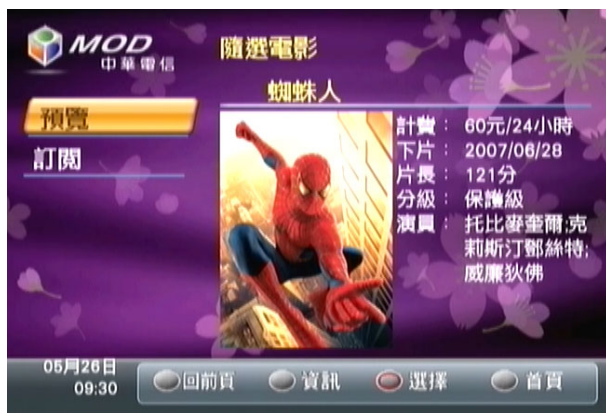 MOD
中華電信
隨選電影
蜘蛛人
預覽
訂閱
計費： 60元/24小時
下片： 2007/06/28
片長： 121分
分級： 保護級
演員： 托比麥奎爾;克
莉斯汀鄧絲特;
威廉狄佛
05月26日
09:30
回前頁
資訊
選擇
首頁